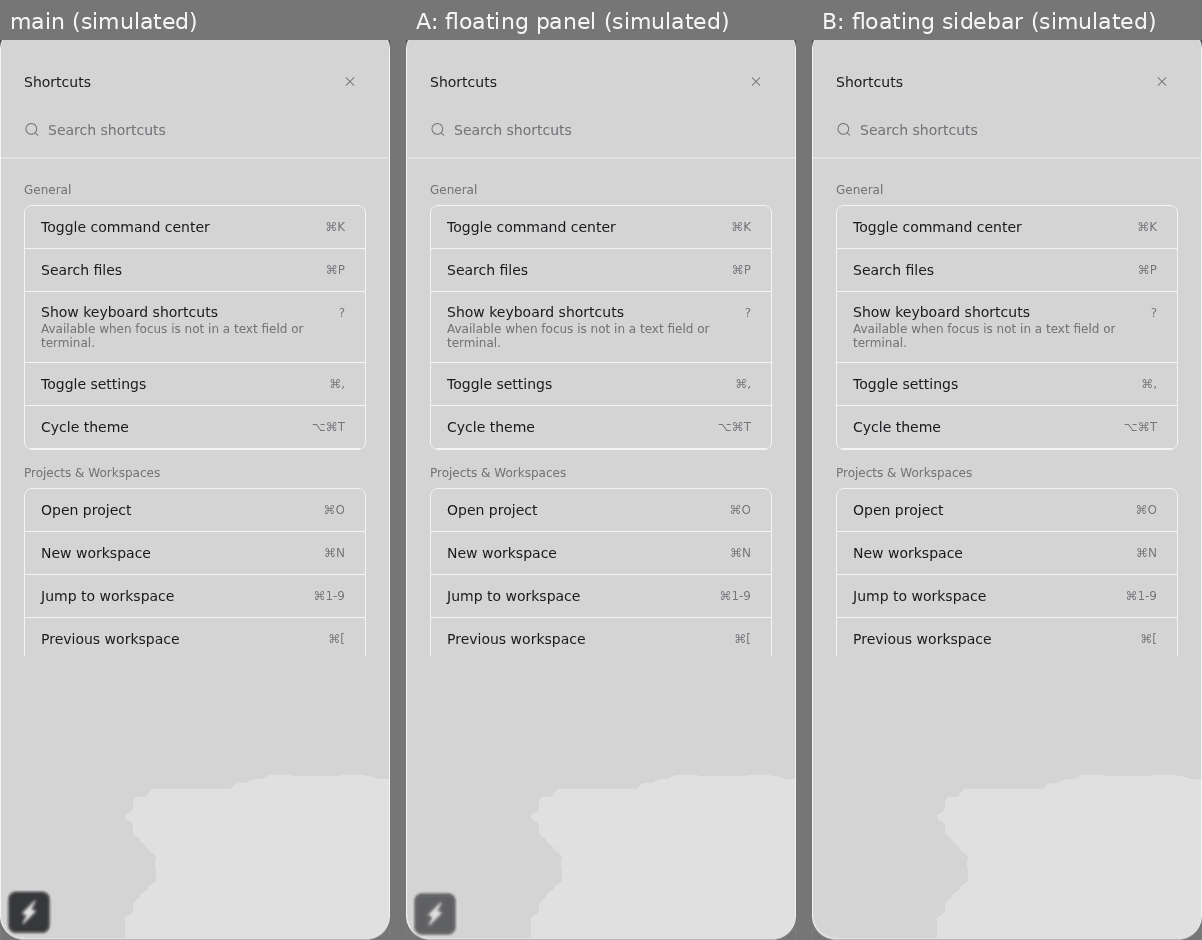 main (simulated)
Shortcuts
Search shortcuts
General
Toggle command center ⌘K
Search files ⌘P
Show keyboard shortcuts ?
Available when focus is not in a text field or
terminal.
Toggle settings ⌘,
Cycle theme ⌥⌘T
Projects & Workspaces
Open project ⌘O
New workspace ⌘N
Jump to workspace ⌘1-9
Previous workspace ⌘[
A: floating panel (simulated)
Shortcuts
Search shortcuts
General
Toggle command center ⌘K
Search files ⌘P
Show keyboard shortcuts ?
Available when focus is not in a text field or
terminal.
Toggle settings ⌘,
Cycle theme ⌥⌘T
Projects & Workspaces
Open project ⌘O
New workspace ⌘N
Jump to workspace ⌘1-9
Previous workspace ⌘[
B: floating sidebar (simulated)
Shortcuts
Search shortcuts
General
Toggle command center ⌘K
Search files ⌘P
Show keyboard shortcuts ?
Available when focus is not in a text field or
terminal.
Toggle settings ⌘,
Cycle theme ⌥⌘T
Projects & Workspaces
Open project ⌘O
New workspace ⌘N
Jump to workspace ⌘1-9
Previous workspace ⌘[